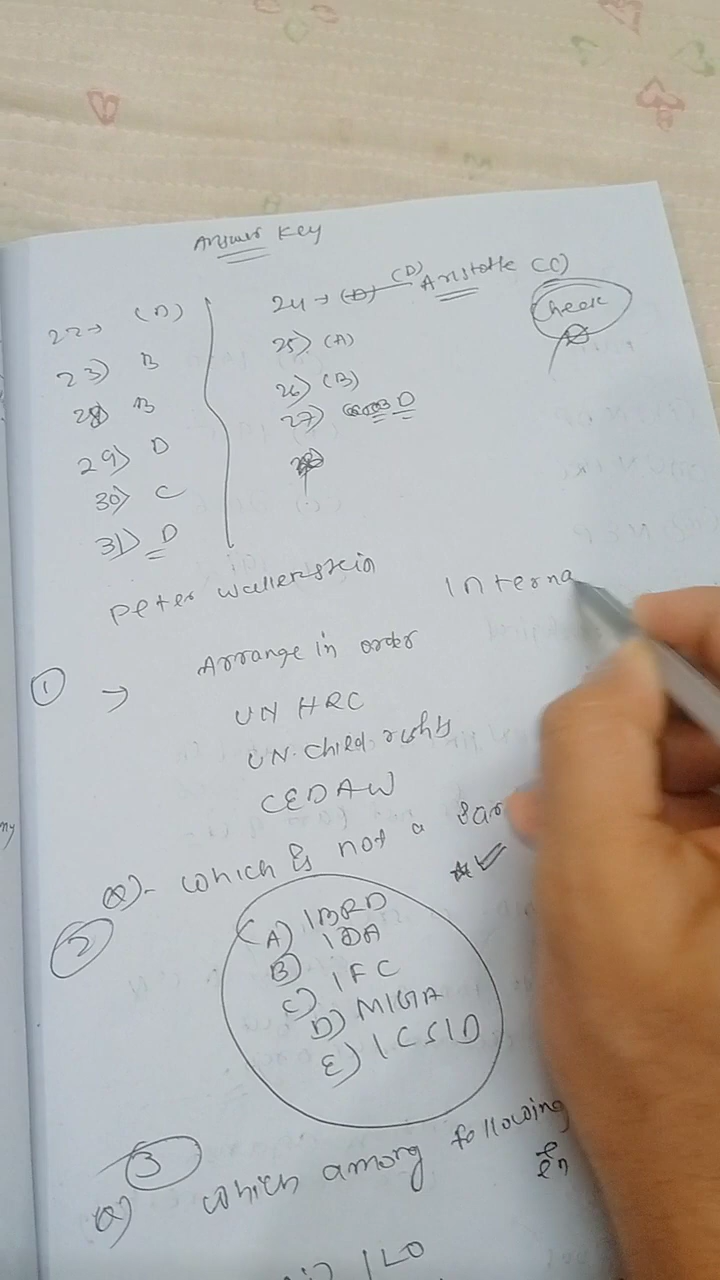 Answer Key
22→ (D)
23) B
28) B
29) D
30) C
31) D
24→ (D) Aristotle (C)
Check
25) (A)
26) (B)
27) D
Peter Wallerstein
Interna
① → Arrange in order
UN HRC
UN. Child rights
CEDAW
② Q)- Which is not a
A) IBRD
B) IDA
C) IFC
D) MIGA
E) ICSID
③
Q) Which among following
ILO